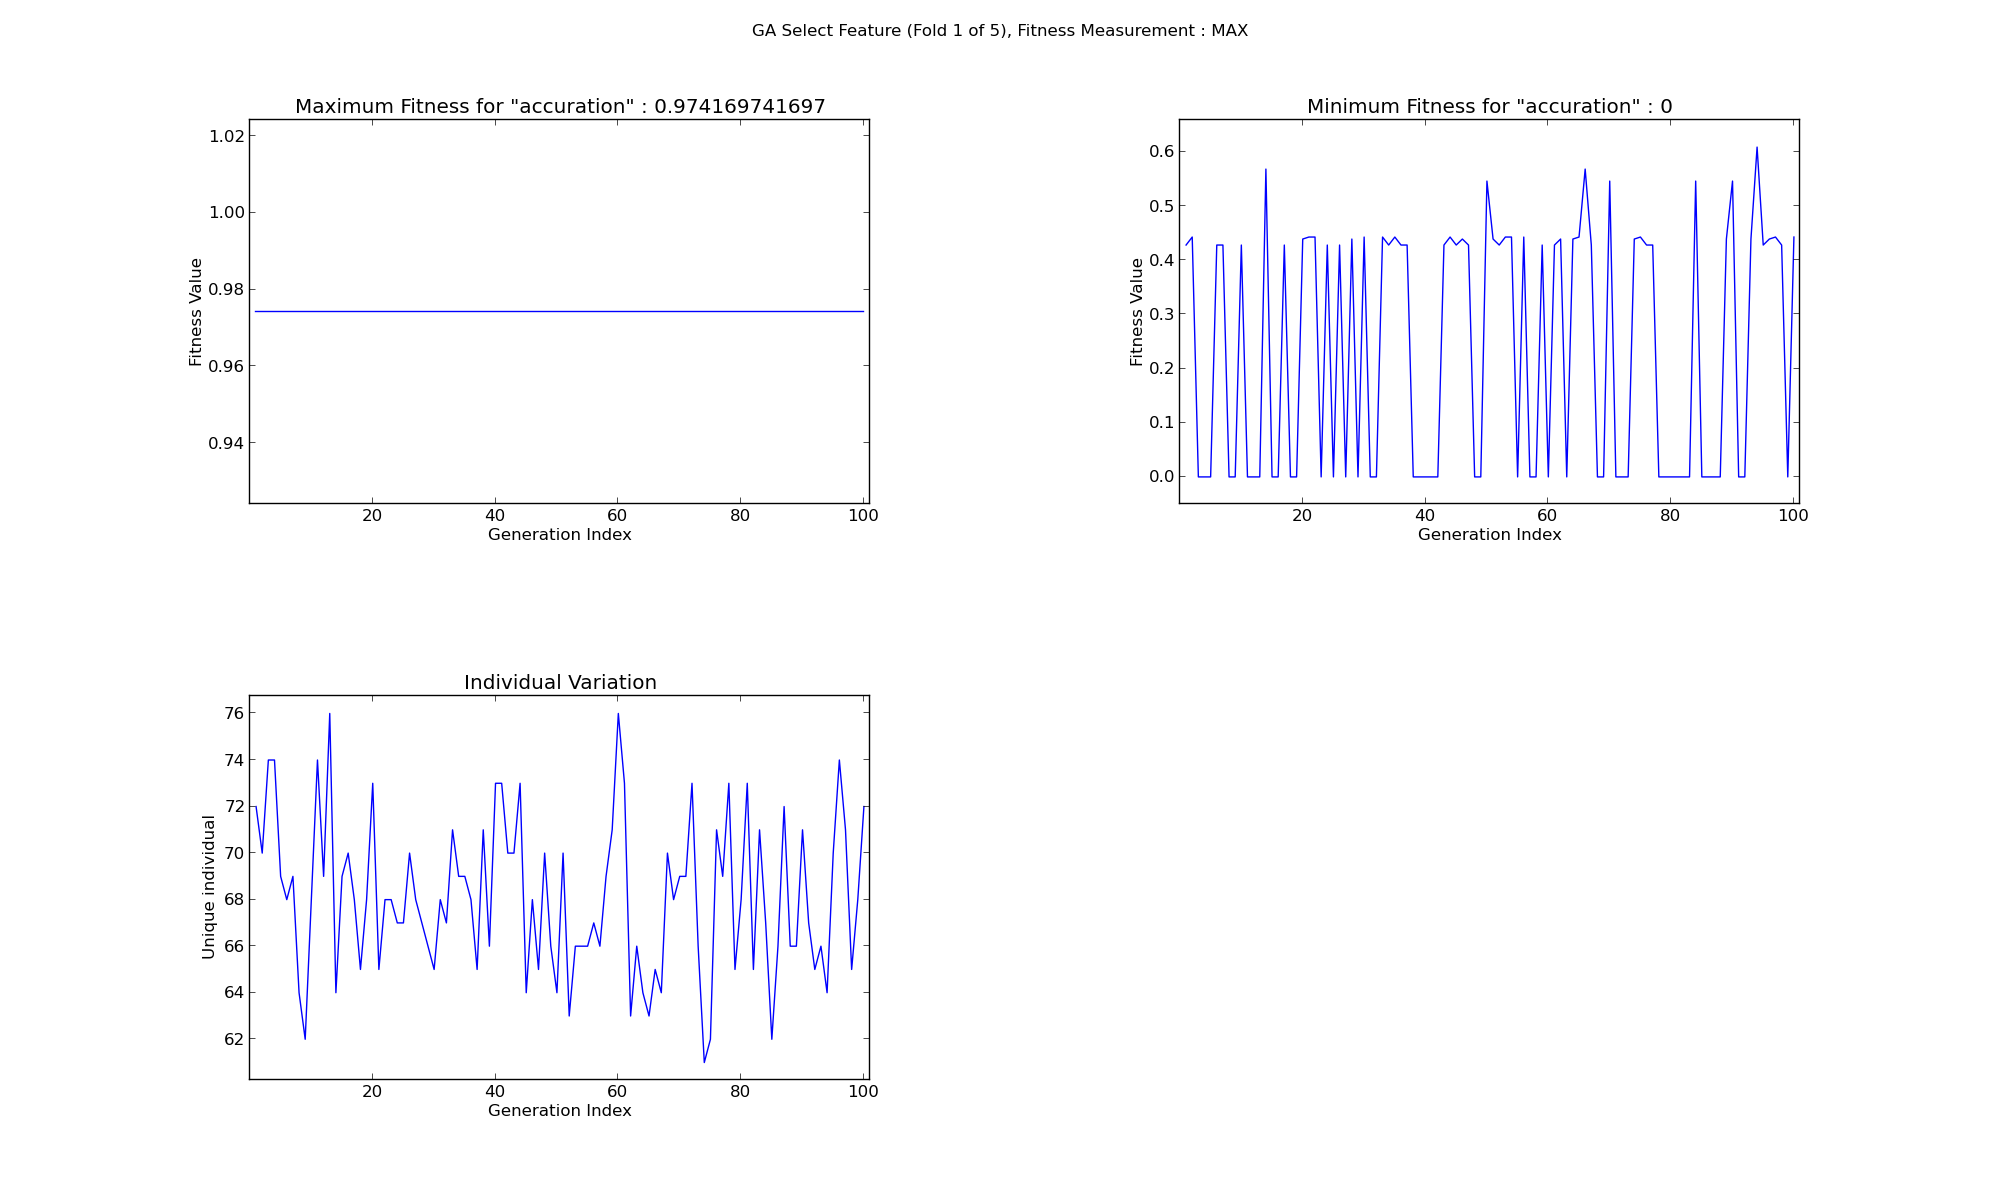 GA Select Feature (Fold 1 of 5), Fitness Measurement : MAX
Maximum Fitness for "accuration" : 0.974169741697
1.02
1.00
0.98
0.96
0.94
Fitness Value
20 40 60 80 100
Generation Index
Minimum Fitness for "accuration" : 0
0.6
0.5
0.4
0.3
0.2
0.1
0.0
Fitness Value
20 40 60 80 100
Generation Index
Individual Variation
76
74
72
70
68
66
64
62
Unique individual
20 40 60 80 100
Generation Index